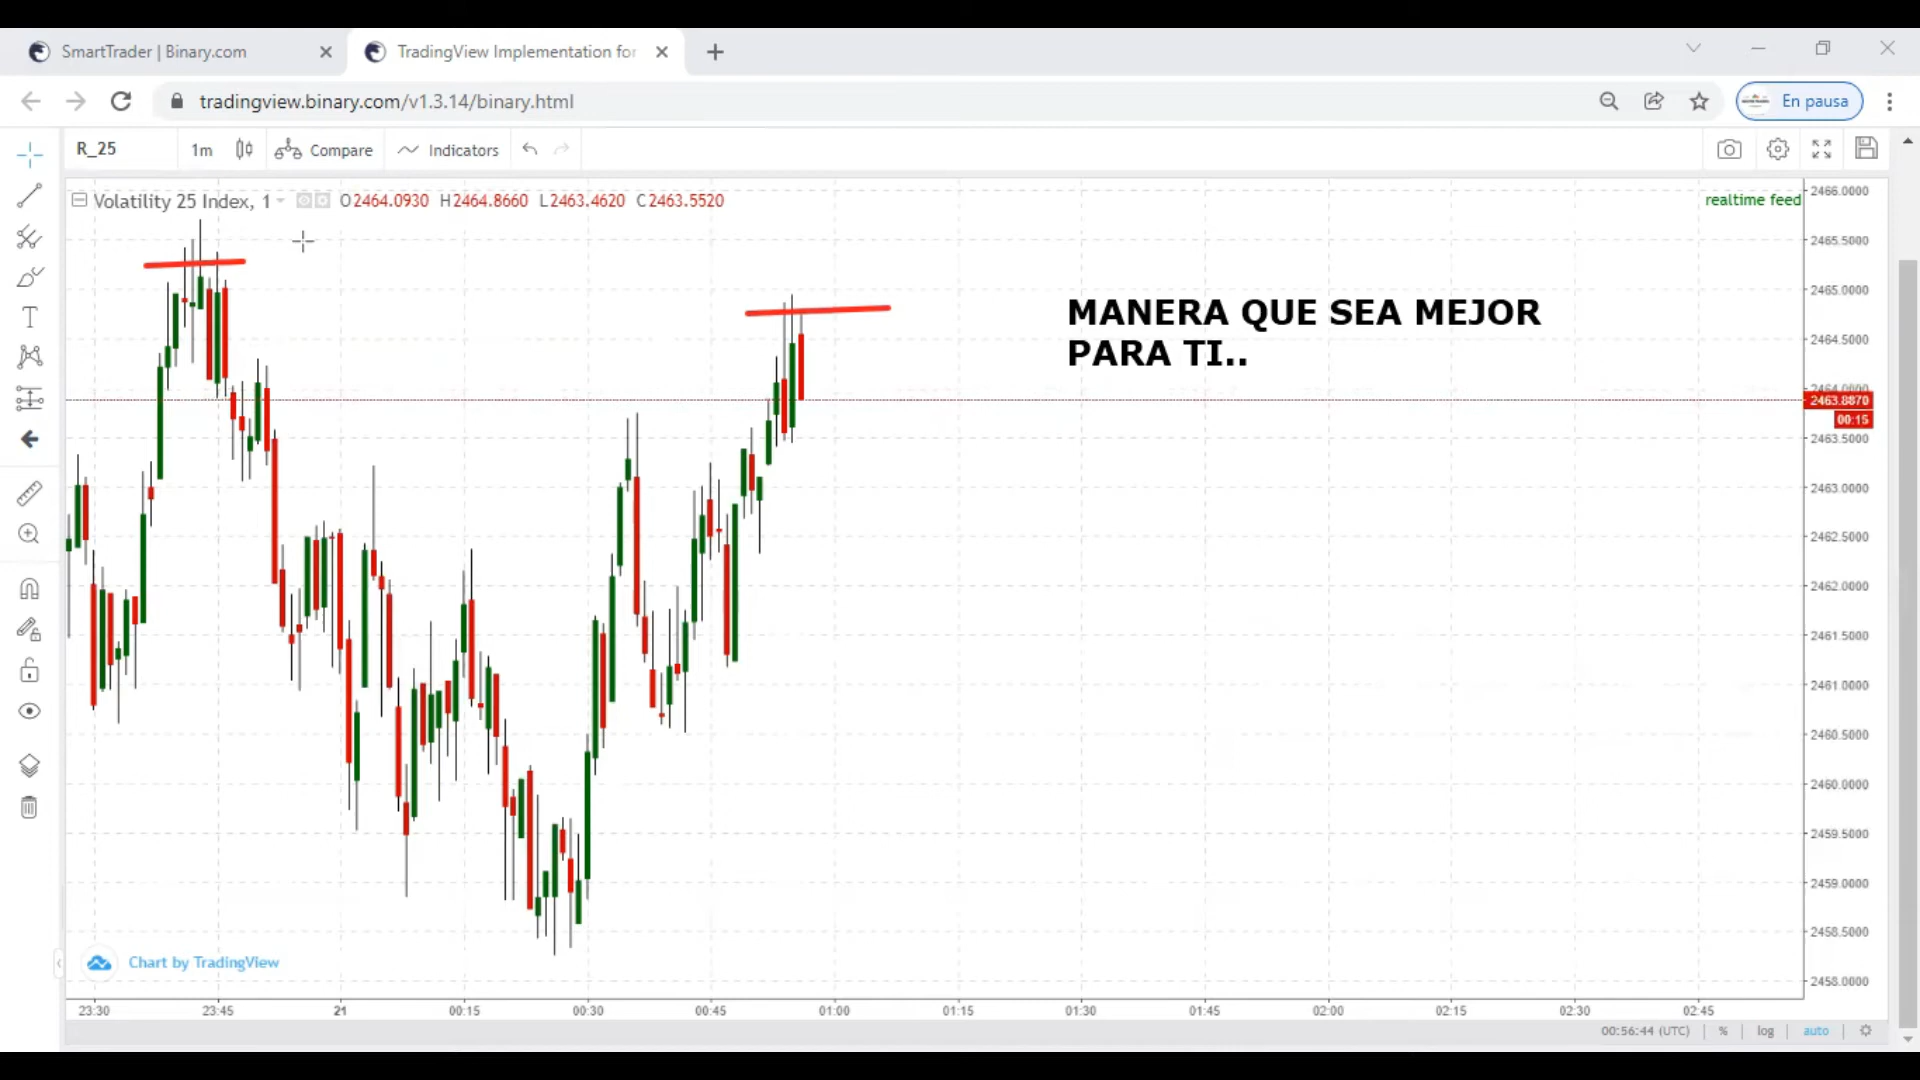 SmartTrader | Binary.com
TradingView Implementation for
tradingview.binary.com/v1.3.14/binary.html
En pausa
R_25
1m
Compare
Indicators
Volatility 25 Index, 1
O2464.0930 H2464.8660 L2463.4620 C2463.5520
realtime feed
MANERA QUE SEA MEJOR
PARA TI..
2466.0000
2465.5000
2465.0000
2464.5000
2464.0000
2463.8870
00:15
2463.5000
2463.0000
2462.5000
2462.0000
2461.5000
2461.0000
2460.5000
2460.0000
2459.5000
2459.0000
2458.5000
2458.0000
Chart by TradingView
23:30 23:45 21 00:15 00:30 00:45 01:00 01:15 01:30 01:45 02:00 02:15 02:30 02:45
00:56:44 (UTC) % log auto